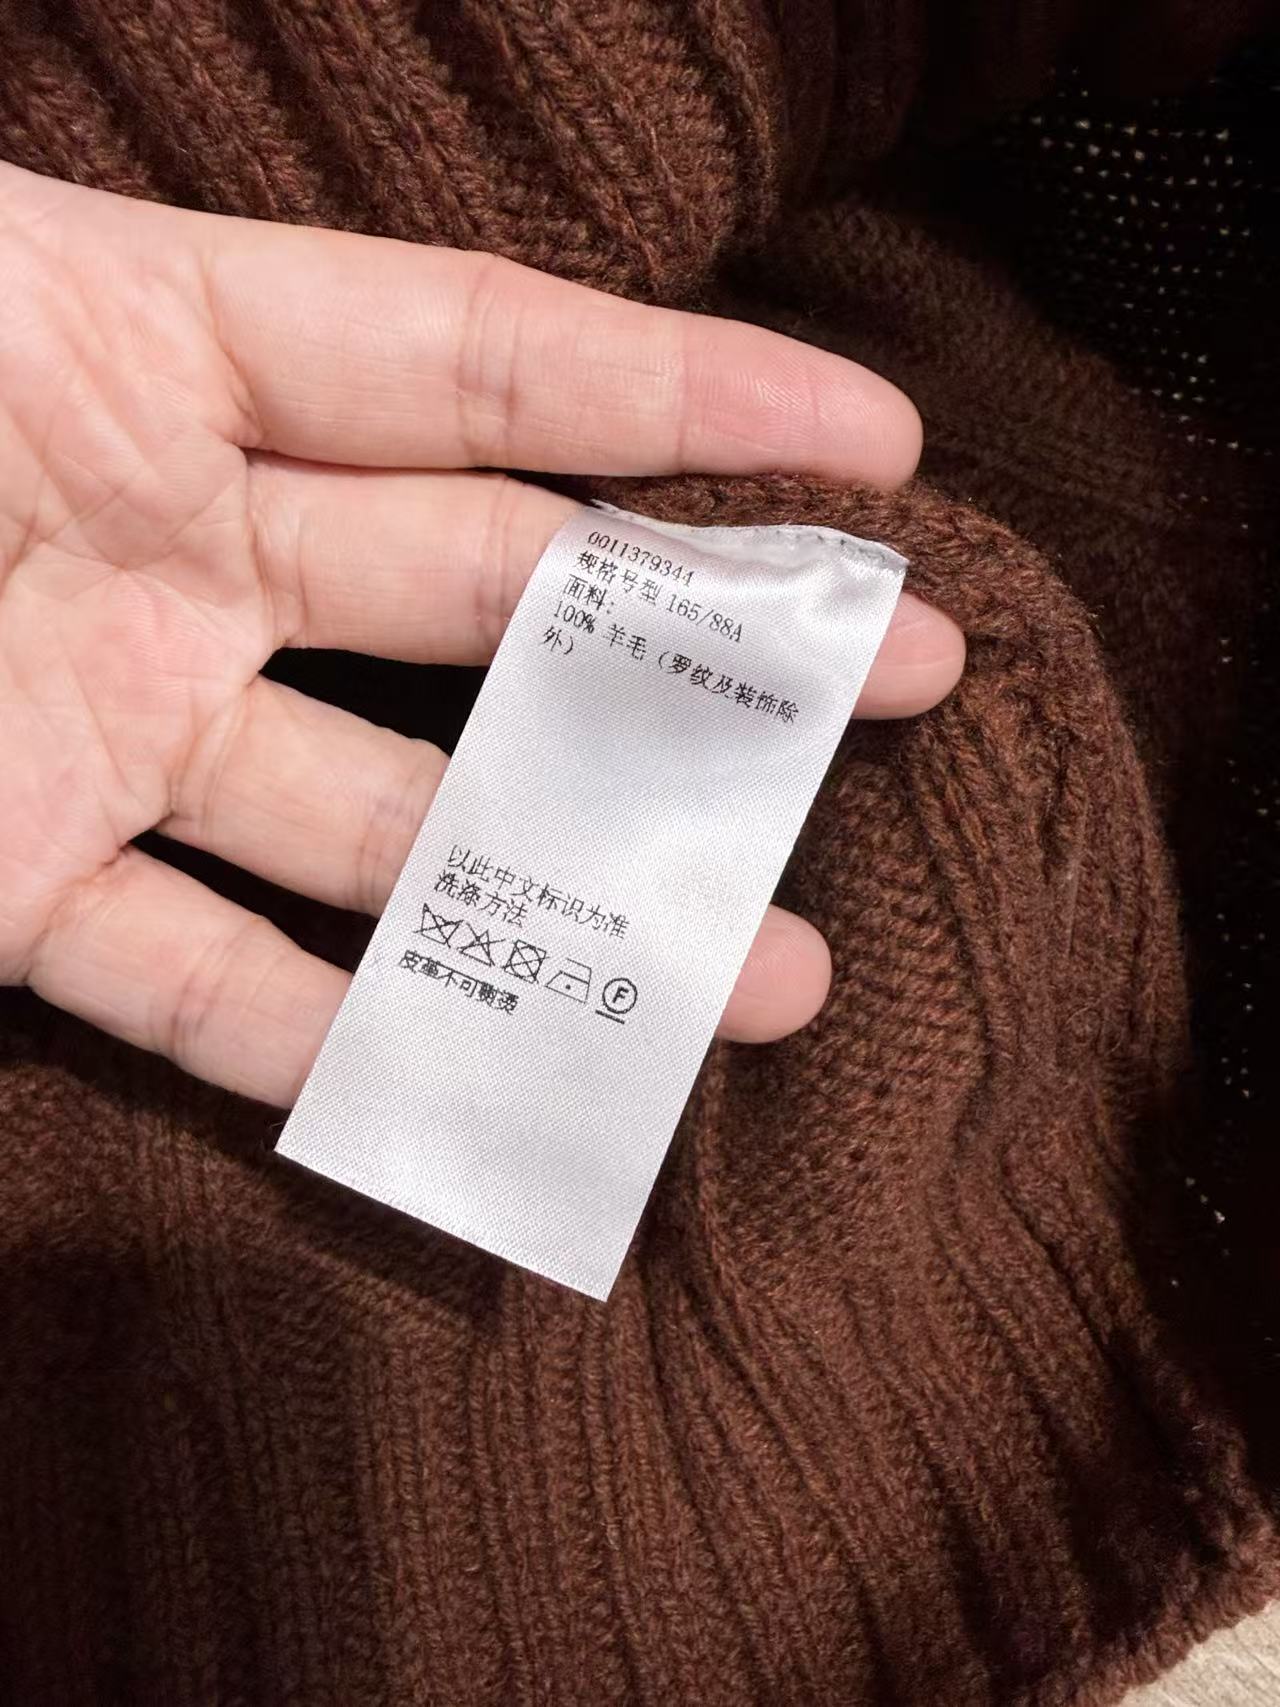 0011379344
规格号型 165/88A
面料:
100% 羊毛（罗纹及装饰除
外）
以此中文标识为准
洗涤方法
F
皮革不可熨烫